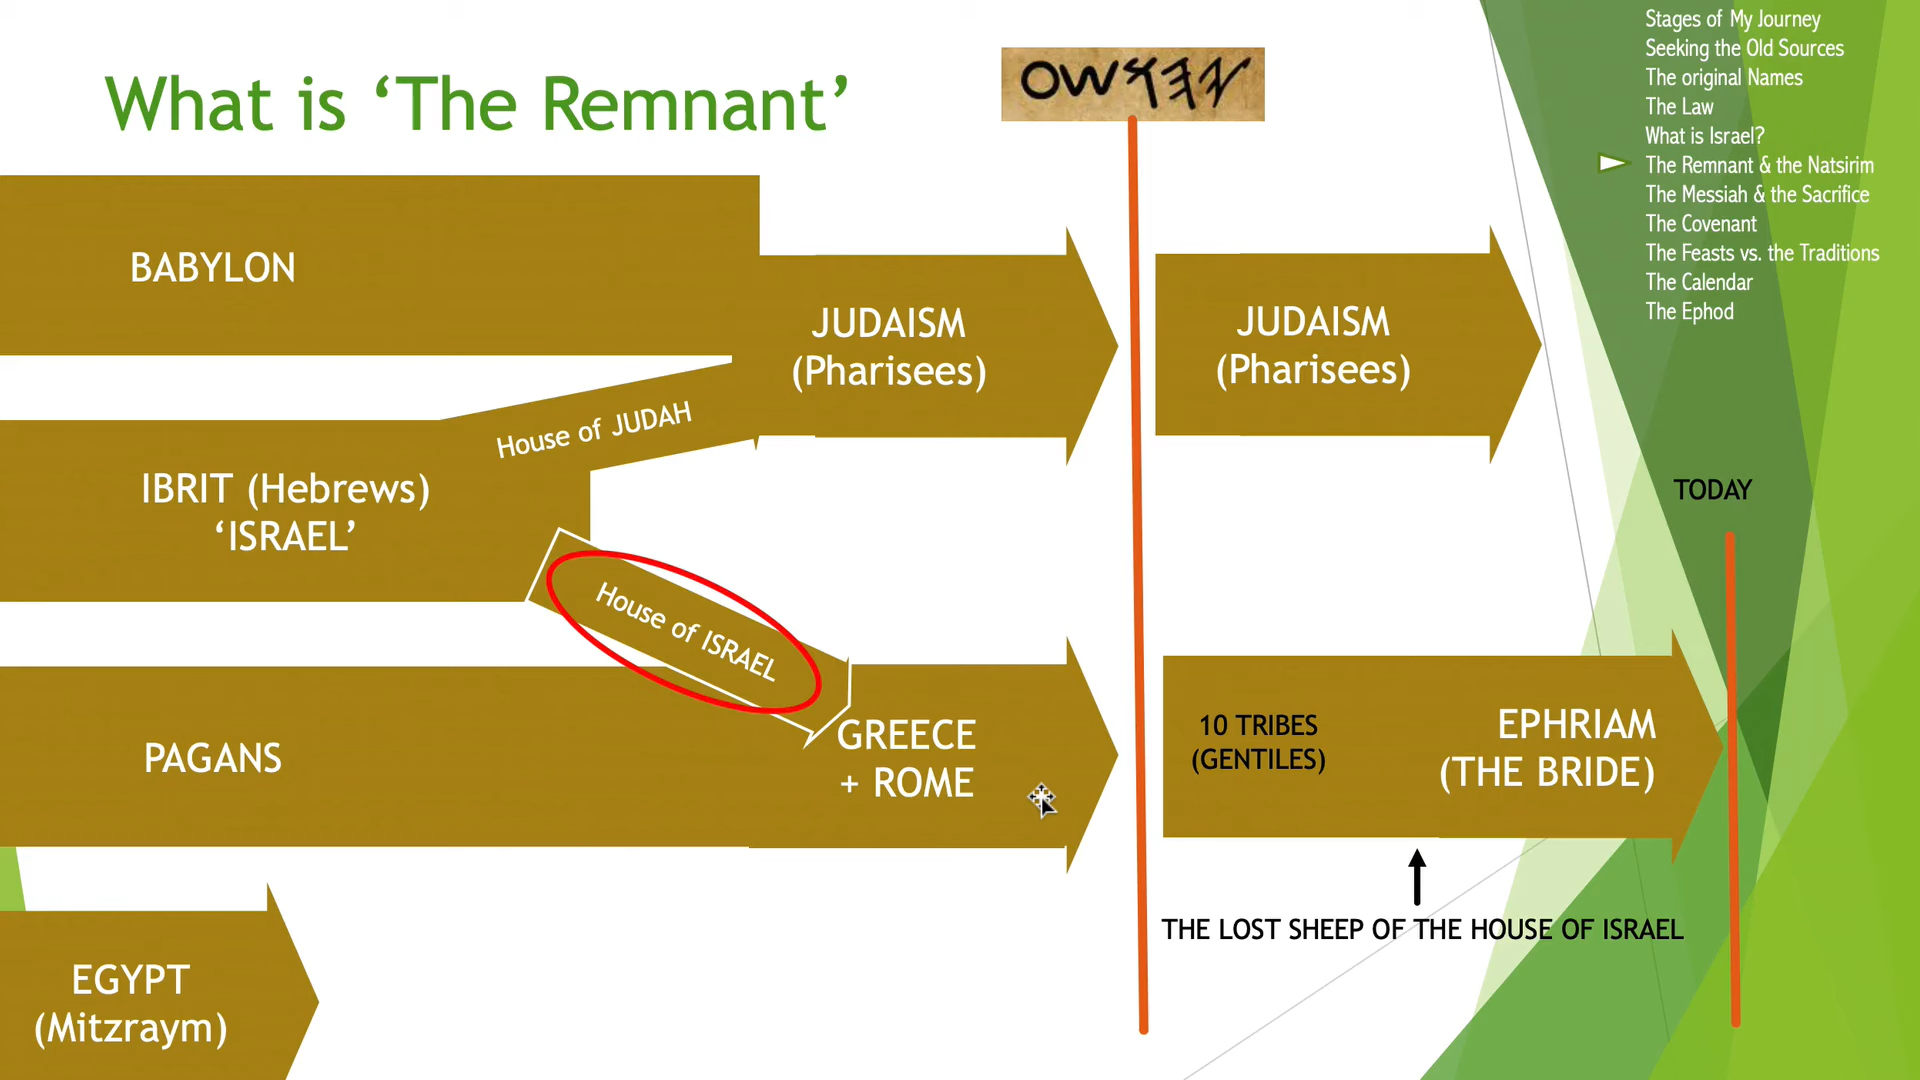 What is ‘The Remnant’
𐤉𐤄𐤅𐤔𐤏
Stages of My Journey
Seeking the Old Sources
The original Names
The Law
What is Israel?
The Remnant & the Natsirim
The Messiah & the Sacrifice
The Covenant
The Feasts vs. the Traditions
The Calendar
The Ephod
BABYLON
JUDAISM
(Pharisees)
JUDAISM
(Pharisees)
House of JUDAH
IBRIT (Hebrews)
‘ISRAEL’
TODAY
House of ISRAEL
PAGANS
GREECE
+ ROME
10 TRIBES
(GENTILES)
EPHRIAM
(THE BRIDE)
THE LOST SHEEP OF THE HOUSE OF ISRAEL
EGYPT
(Mitzraym)